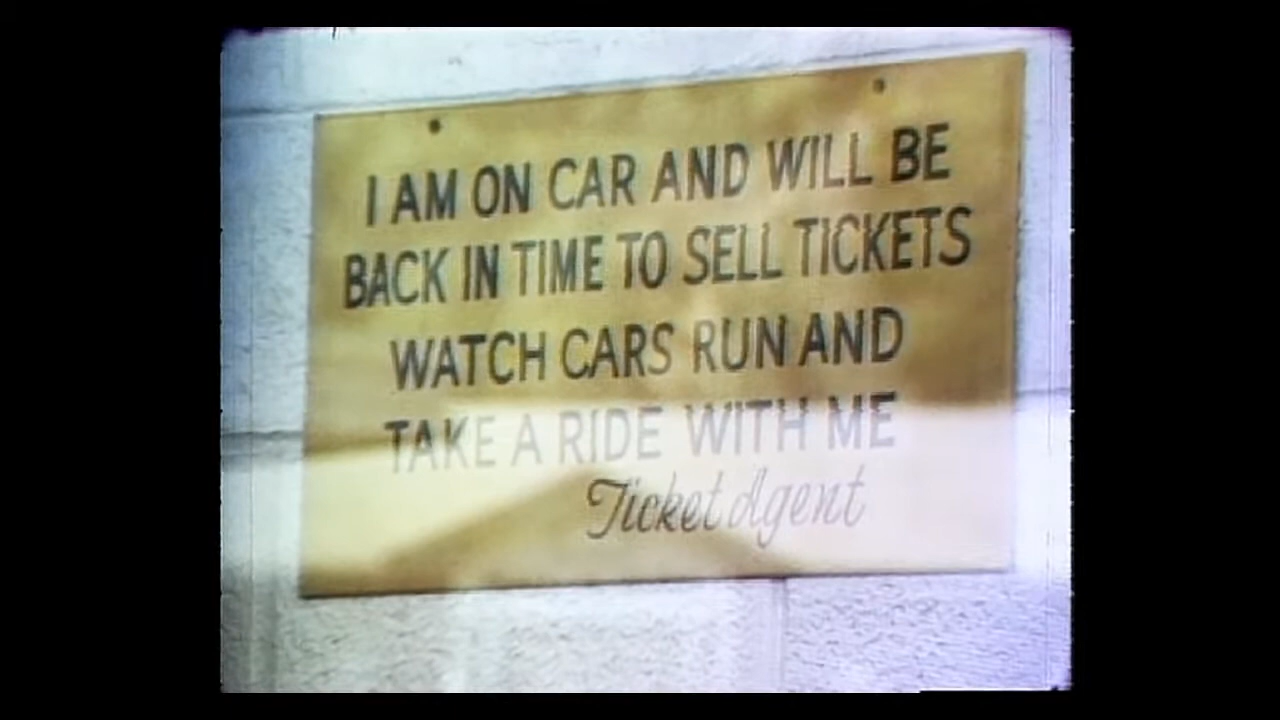 I AM ON CAR AND WILL BE
BACK IN TIME TO SELL TICKETS
WATCH CARS RUN AND
TAKE A RIDE WITH ME
Ticket Agent